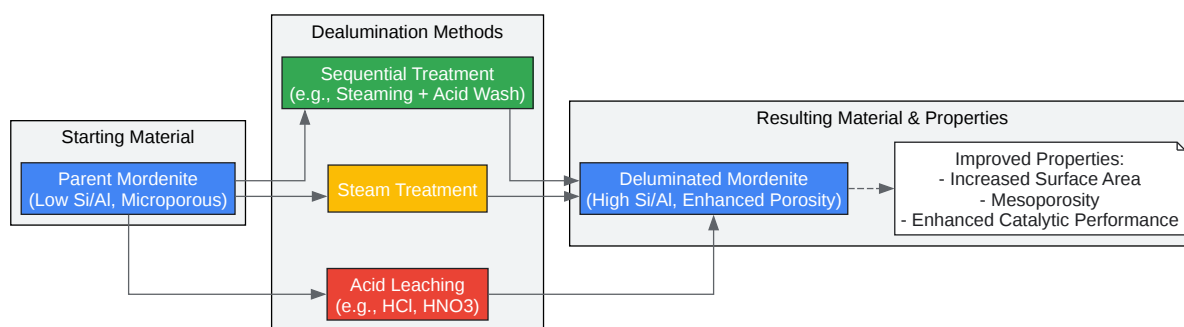 Dealumination Methods
Sequential Treatment
(e.g., Steaming + Acid Wash)
Starting Material
Parent Mordenite
(Low Si/Al, Microporous)
Steam Treatment
Acid Leaching
(e.g., HCl, HNO3)
Resulting Material & Properties
Deluminated Mordenite
(High Si/Al, Enhanced Porosity)
Improved Properties:
- Increased Surface Area
- Mesoporosity
- Enhanced Catalytic Performance